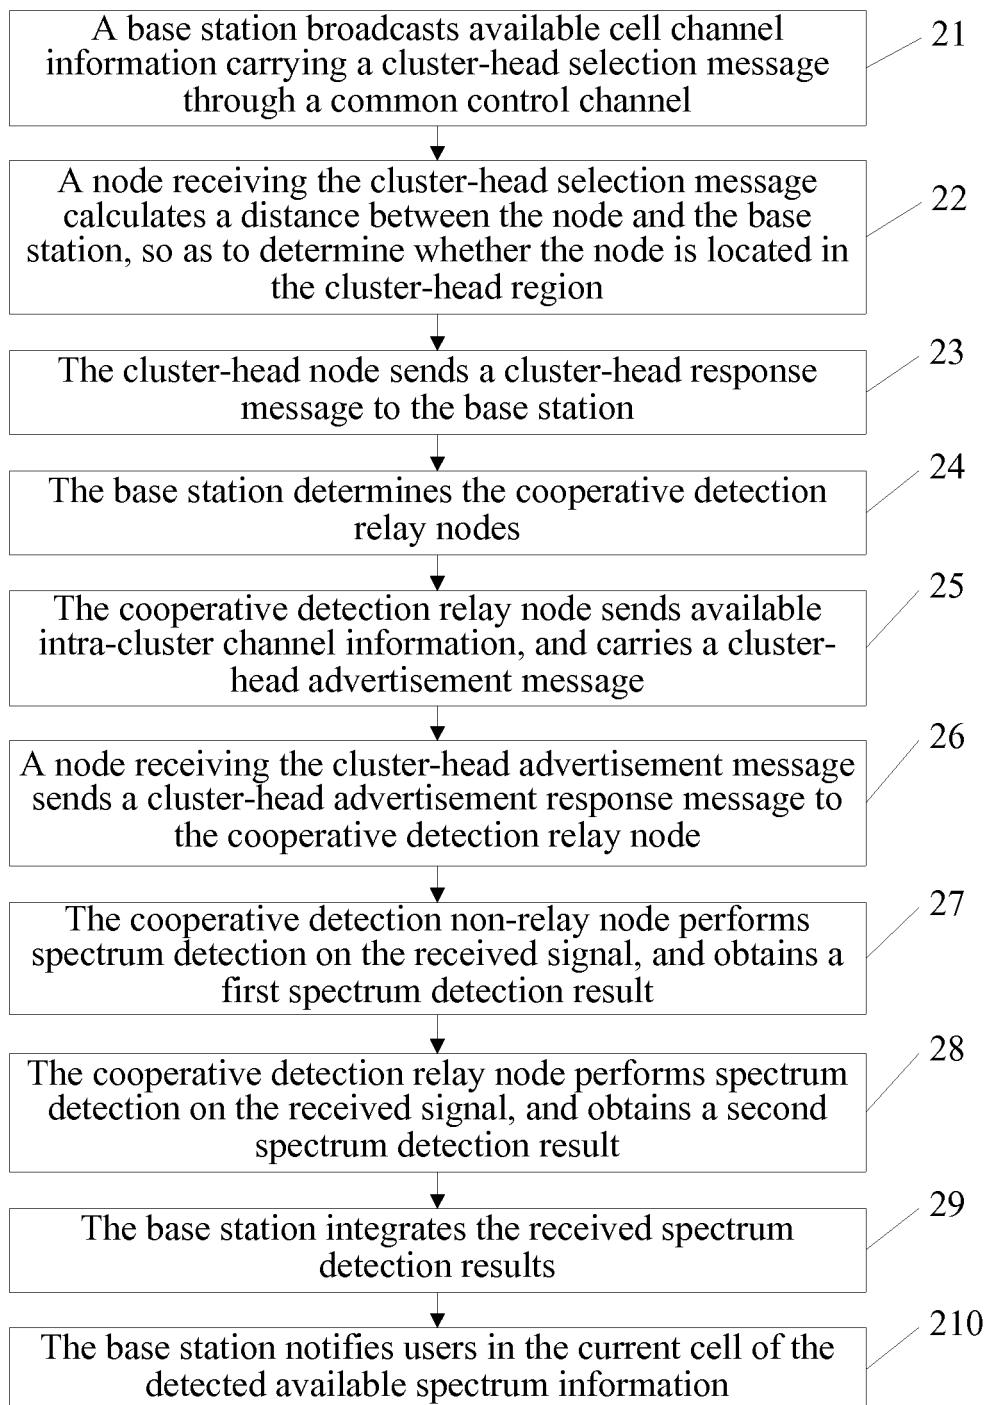 A base station broadcasts available cell channel
information carrying a cluster-head selection message
through a common control channel
21
A node receiving the cluster-head selection message
calculates a distance between the node and the base
station, so as to determine whether the node is located in
the cluster-head region
22
The cluster-head node sends a cluster-head response
message to the base station
23
The base station determines the cooperative detection
relay nodes
24
The cooperative detection relay node sends available
intra-cluster channel information, and carries a cluster-
head advertisement message
25
A node receiving the cluster-head advertisement message
sends a cluster-head advertisement response message to
the cooperative detection relay node
26
The cooperative detection non-relay node performs
spectrum detection on the received signal, and obtains a
first spectrum detection result
27
The cooperative detection relay node performs spectrum
detection on the received signal, and obtains a second
spectrum detection result
28
The base station integrates the received spectrum
detection results
29
The base station notifies users in the current cell of the
detected available spectrum information
210